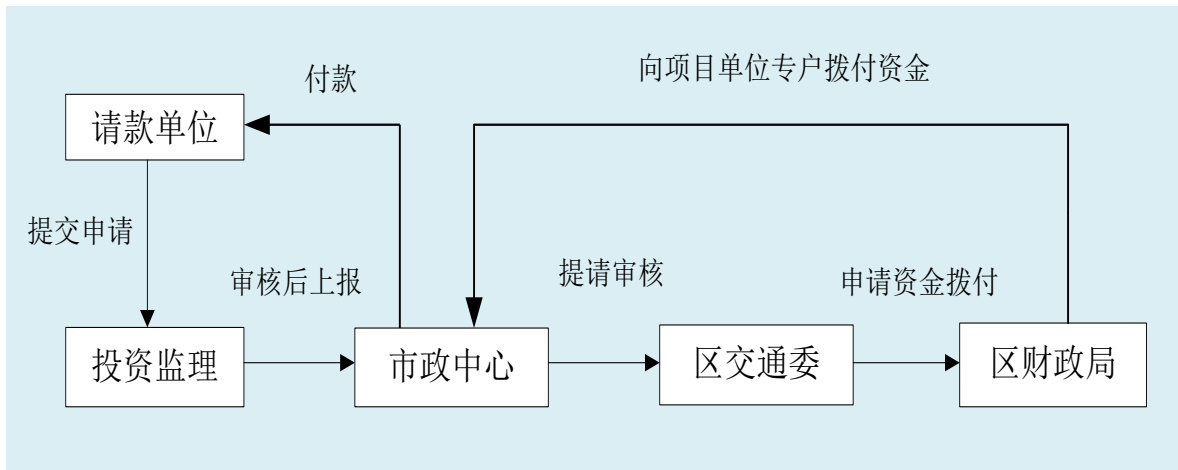 付款
向项目单位专户拨付资金
请款单位
提交申请
审核后上报
提请审核
申请资金拨付
投资监理
市政中心
区交通委
区财政局